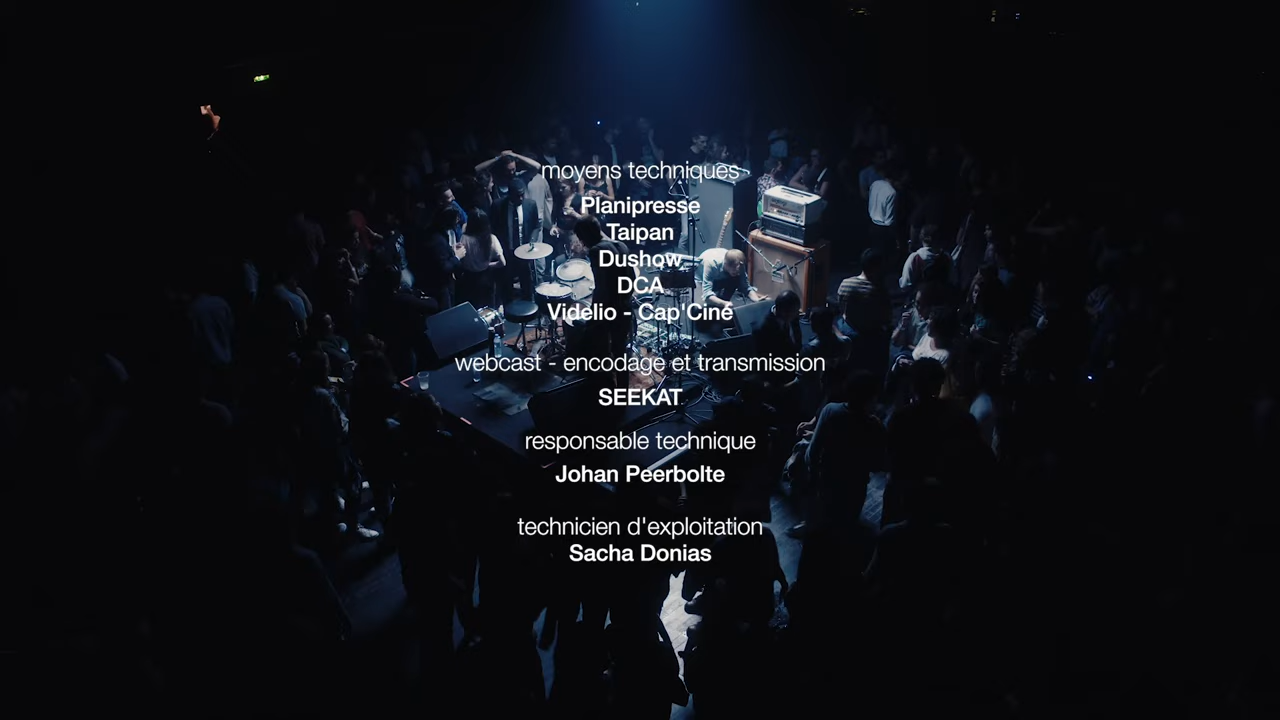 moyens techniques
Planipresse
Taipan
Dushow
DCA
Videlio - Cap'Ciné
webcast - encodage et transmission
SEEKAT
responsable technique
Johan Peerbolte
technicien d'exploitation
Sacha Donias